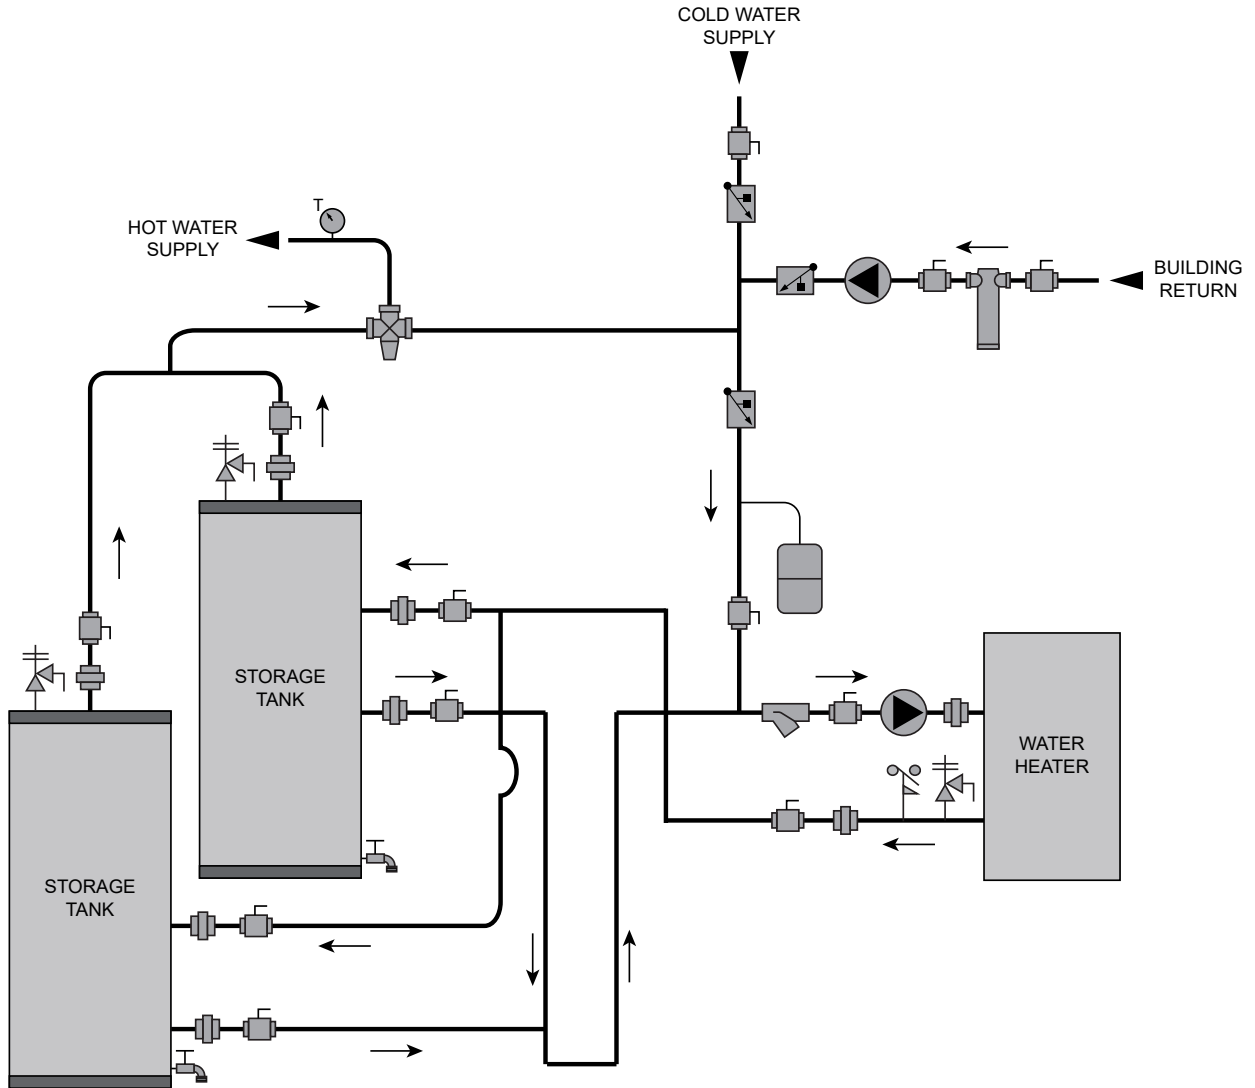 COLD WATER
SUPPLY
T
HOT WATER
SUPPLY
BUILDING
RETURN
STORAGE
TANK
WATER
HEATER
STORAGE
TANK